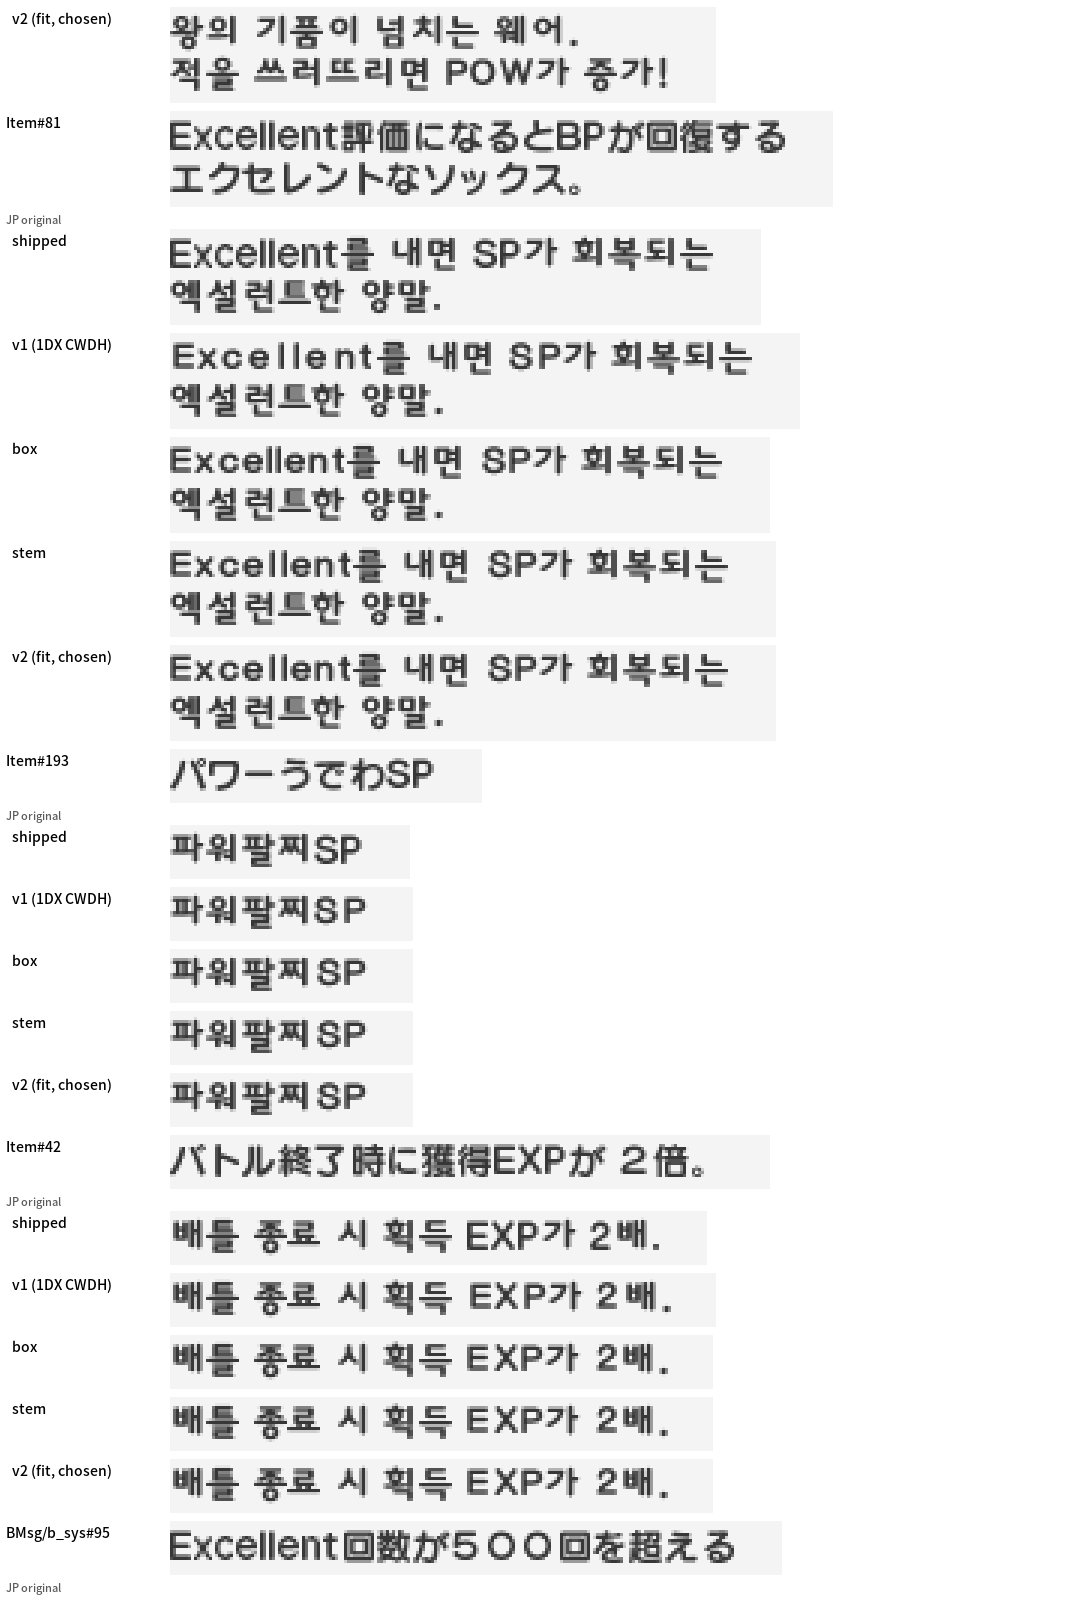 v2 (fit, chosen)
왕의 기품이 넘치는 웨어.
적을 쓰러뜨리면 POW가 증가!
Item#81
Excellent評価になるとBPが回復する
エクセレントなソックス。
JP original
shipped
Excellent를 내면 SP가 회복되는
엑설런트한 양말.
v1 (1DX CWDH)
Excellent를 내면 SP가 회복되는
엑설런트한 양말.
box
Excellent를 내면 SP가 회복되는
엑설런트한 양말.
stem
Excellent를 내면 SP가 회복되는
엑설런트한 양말.
v2 (fit, chosen)
Excellent를 내면 SP가 회복되는
엑설런트한 양말.
Item#193
パワーうでわSP
JP original
shipped
파워팔찌SP
v1 (1DX CWDH)
파워팔찌SP
box
파워팔찌SP
stem
파워팔찌SP
v2 (fit, chosen)
파워팔찌SP
Item#42
バトル終了時に獲得EXPが 2倍。
JP original
shipped
배틀 종료 시 획득 EXP가 2배.
v1 (1DX CWDH)
배틀 종료 시 획득 EXP가 2배.
box
배틀 종료 시 획득 EXP가 2배.
stem
배틀 종료 시 획득 EXP가 2배.
v2 (fit, chosen)
배틀 종료 시 획득 EXP가 2배.
BMsg/b_sys#95
Excellent回数が５００回を超える
JP original